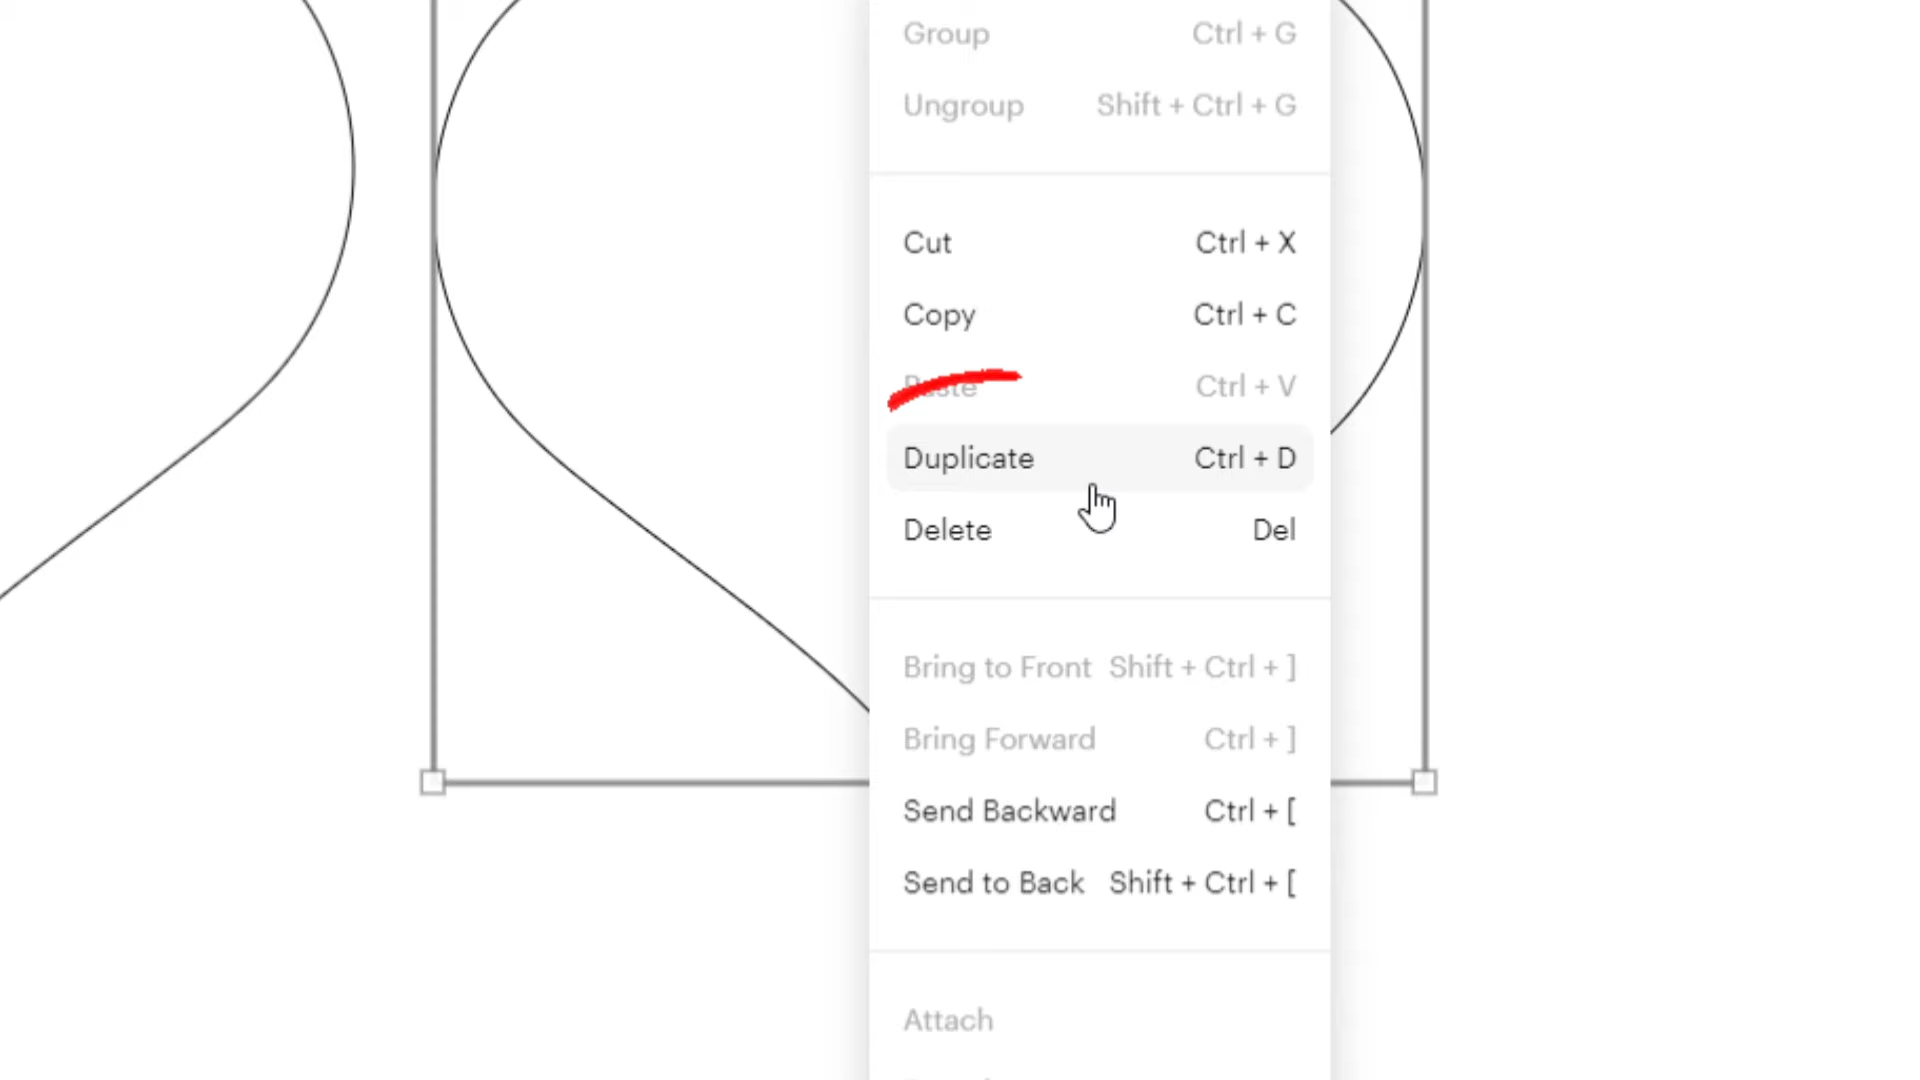 Group Ctrl + G
Ungroup Shift + Ctrl + G
Cut Ctrl + X
Copy Ctrl + C
Paste Ctrl + V
Duplicate Ctrl + D
Delete Del
Bring to Front Shift + Ctrl + ]
Bring Forward Ctrl + ]
Send Backward Ctrl + [
Send to Back Shift + Ctrl + [
Attach